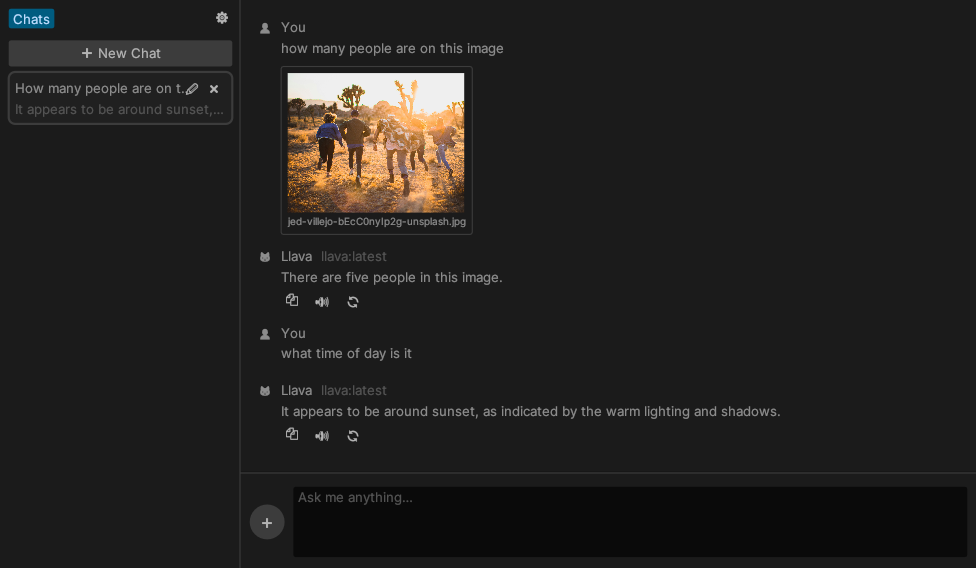 Chats
+ New Chat
How many people are on t..
It appears to be around sunset,...
You
how many people are on this image
jed-villejo-bEcC0nyIp2g-unsplash.jpg
Llava llava:latest
There are five people in this image.
You
what time of day is it
Llava llava:latest
It appears to be around sunset, as indicated by the warm lighting and shadows.
+
Ask me anything...